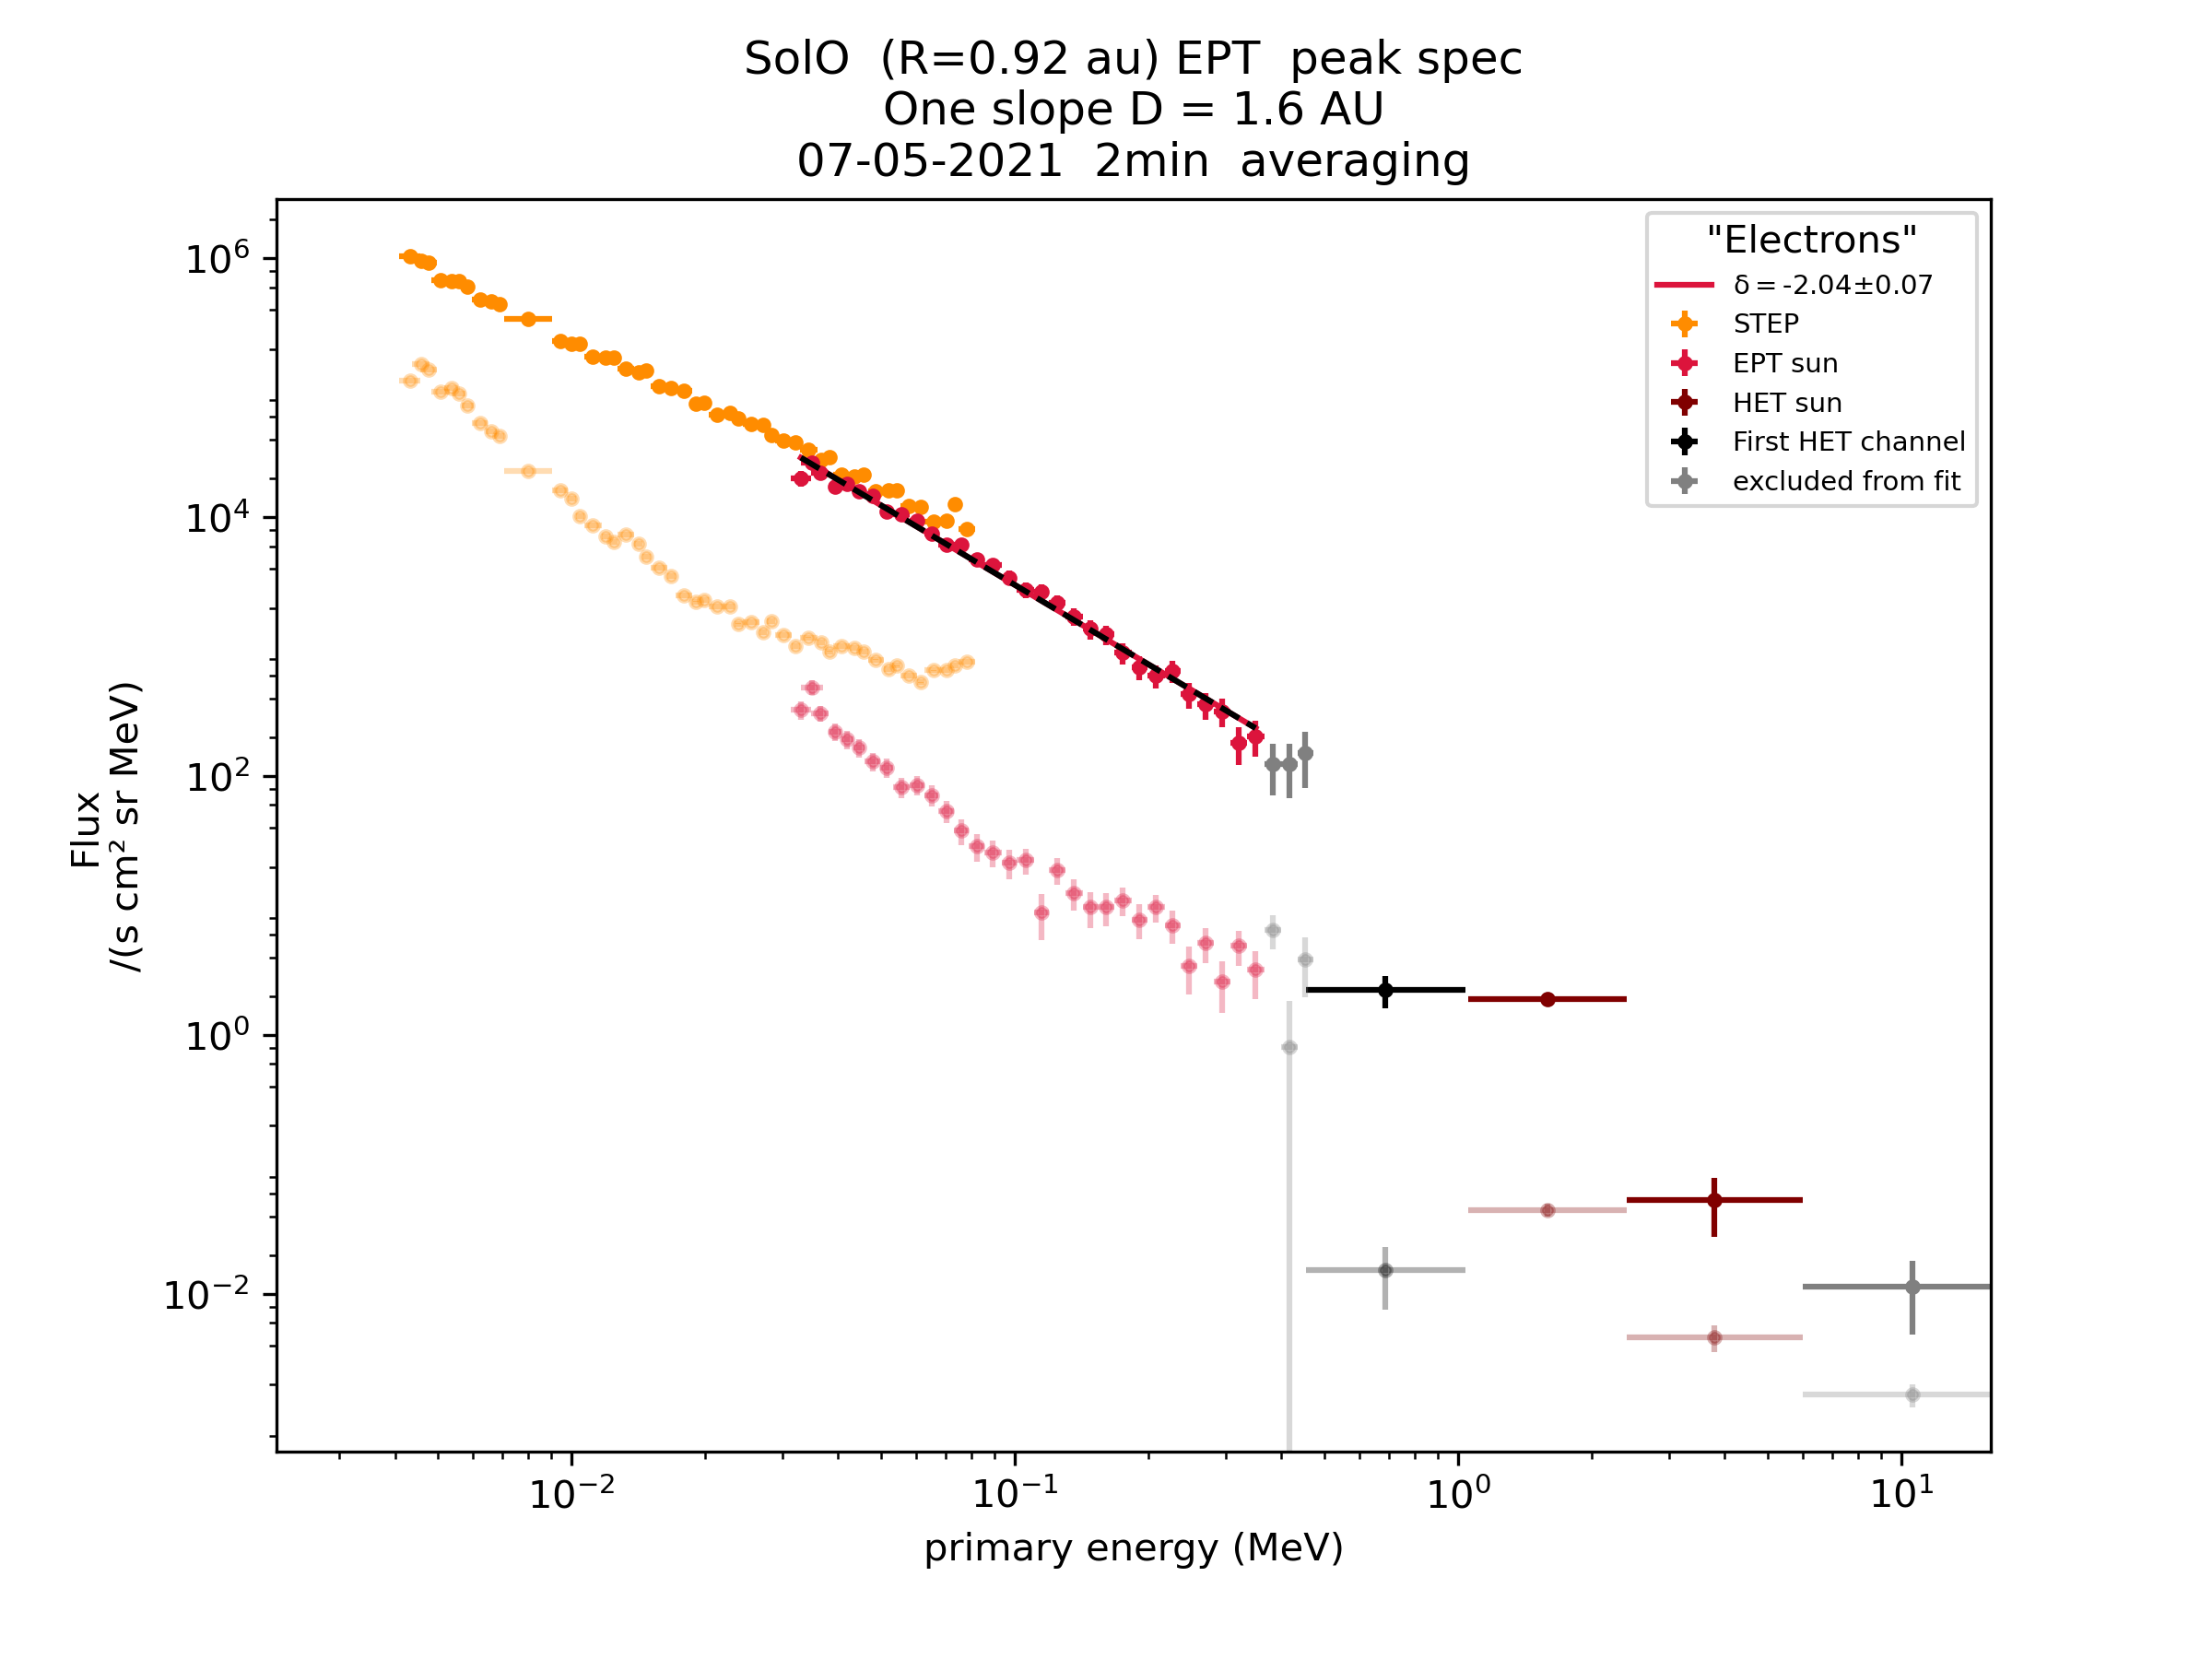 SolO  (R=0.92 au) EPT  peak spec
One slope D = 1.6 AU
07-05-2021  2min  averaging
"Electrons"
δ = -2.04±0.07
STEP
EPT sun
HET sun
First HET channel
excluded from fit
Flux
/(s cm² sr MeV)
10⁶
10⁴
10²
10⁰
10⁻²
10⁻²
10⁻¹
10⁰
10¹
primary energy (MeV)